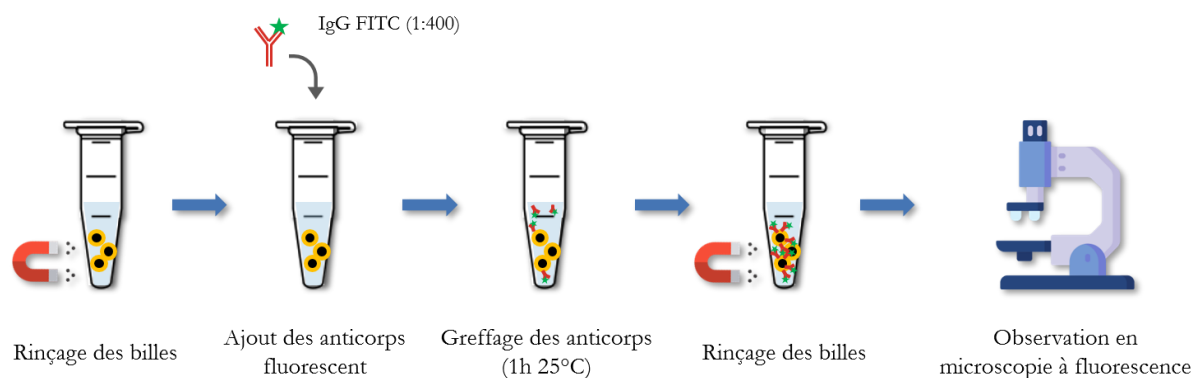 IgG FITC (1:400)
Rinçage des billes
Ajout des anticorps
fluorescent
Greffage des anticorps
(1h 25°C)
Rinçage des billes
Observation en
microscopie à fluorescence